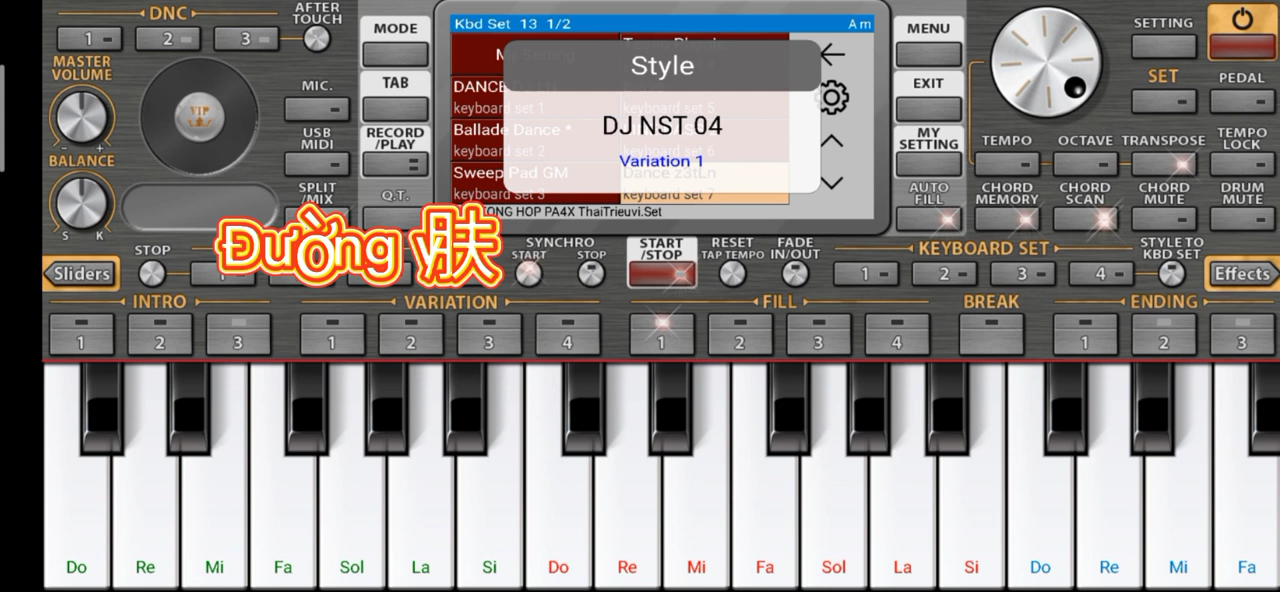 DNC
AFTER TOUCH
1 2 3
MASTER VOLUME
BALANCE
S K
VIP
MIC.
USB MIDI
SPLIT /MIX
MODE
TAB
RECORD /PLAY
Q.T.
Kbd Set 13 1/2 Am
Style
DJ NST 04
Variation 1
DANCE
keyboard set 1 keyboard set 5
Ballade Dance *
keyboard set 2 keyboard set 6
Sweep Pad GM Dance z3tLn
keyboard set 3 keyboard set 7
ONG HOP PA4X ThaiTrieuvi.Set
MENU
EXIT
MY SETTING
AUTO FILL
SETTING
SET
PEDAL
TEMPO OCTAVE TRANSPOSE TEMPO LOCK
CHORD MEMORY CHORD SCAN CHORD MUTE DRUM MUTE
Đường
肤
Sliders
STOP
SYNCHRO
START STOP
START /STOP
RESET TAP TEMPO
FADE IN/OUT
KEYBOARD SET
1 2 3 4
STYLE TO KBD SET
Effects
INTRO VARIATION FILL BREAK ENDING
1 2 3 1 2 3 4 1 2 3 4 1 2 3
Do Re Mi Fa Sol La Si Do Re Mi Fa Sol La Si Do Re Mi Fa